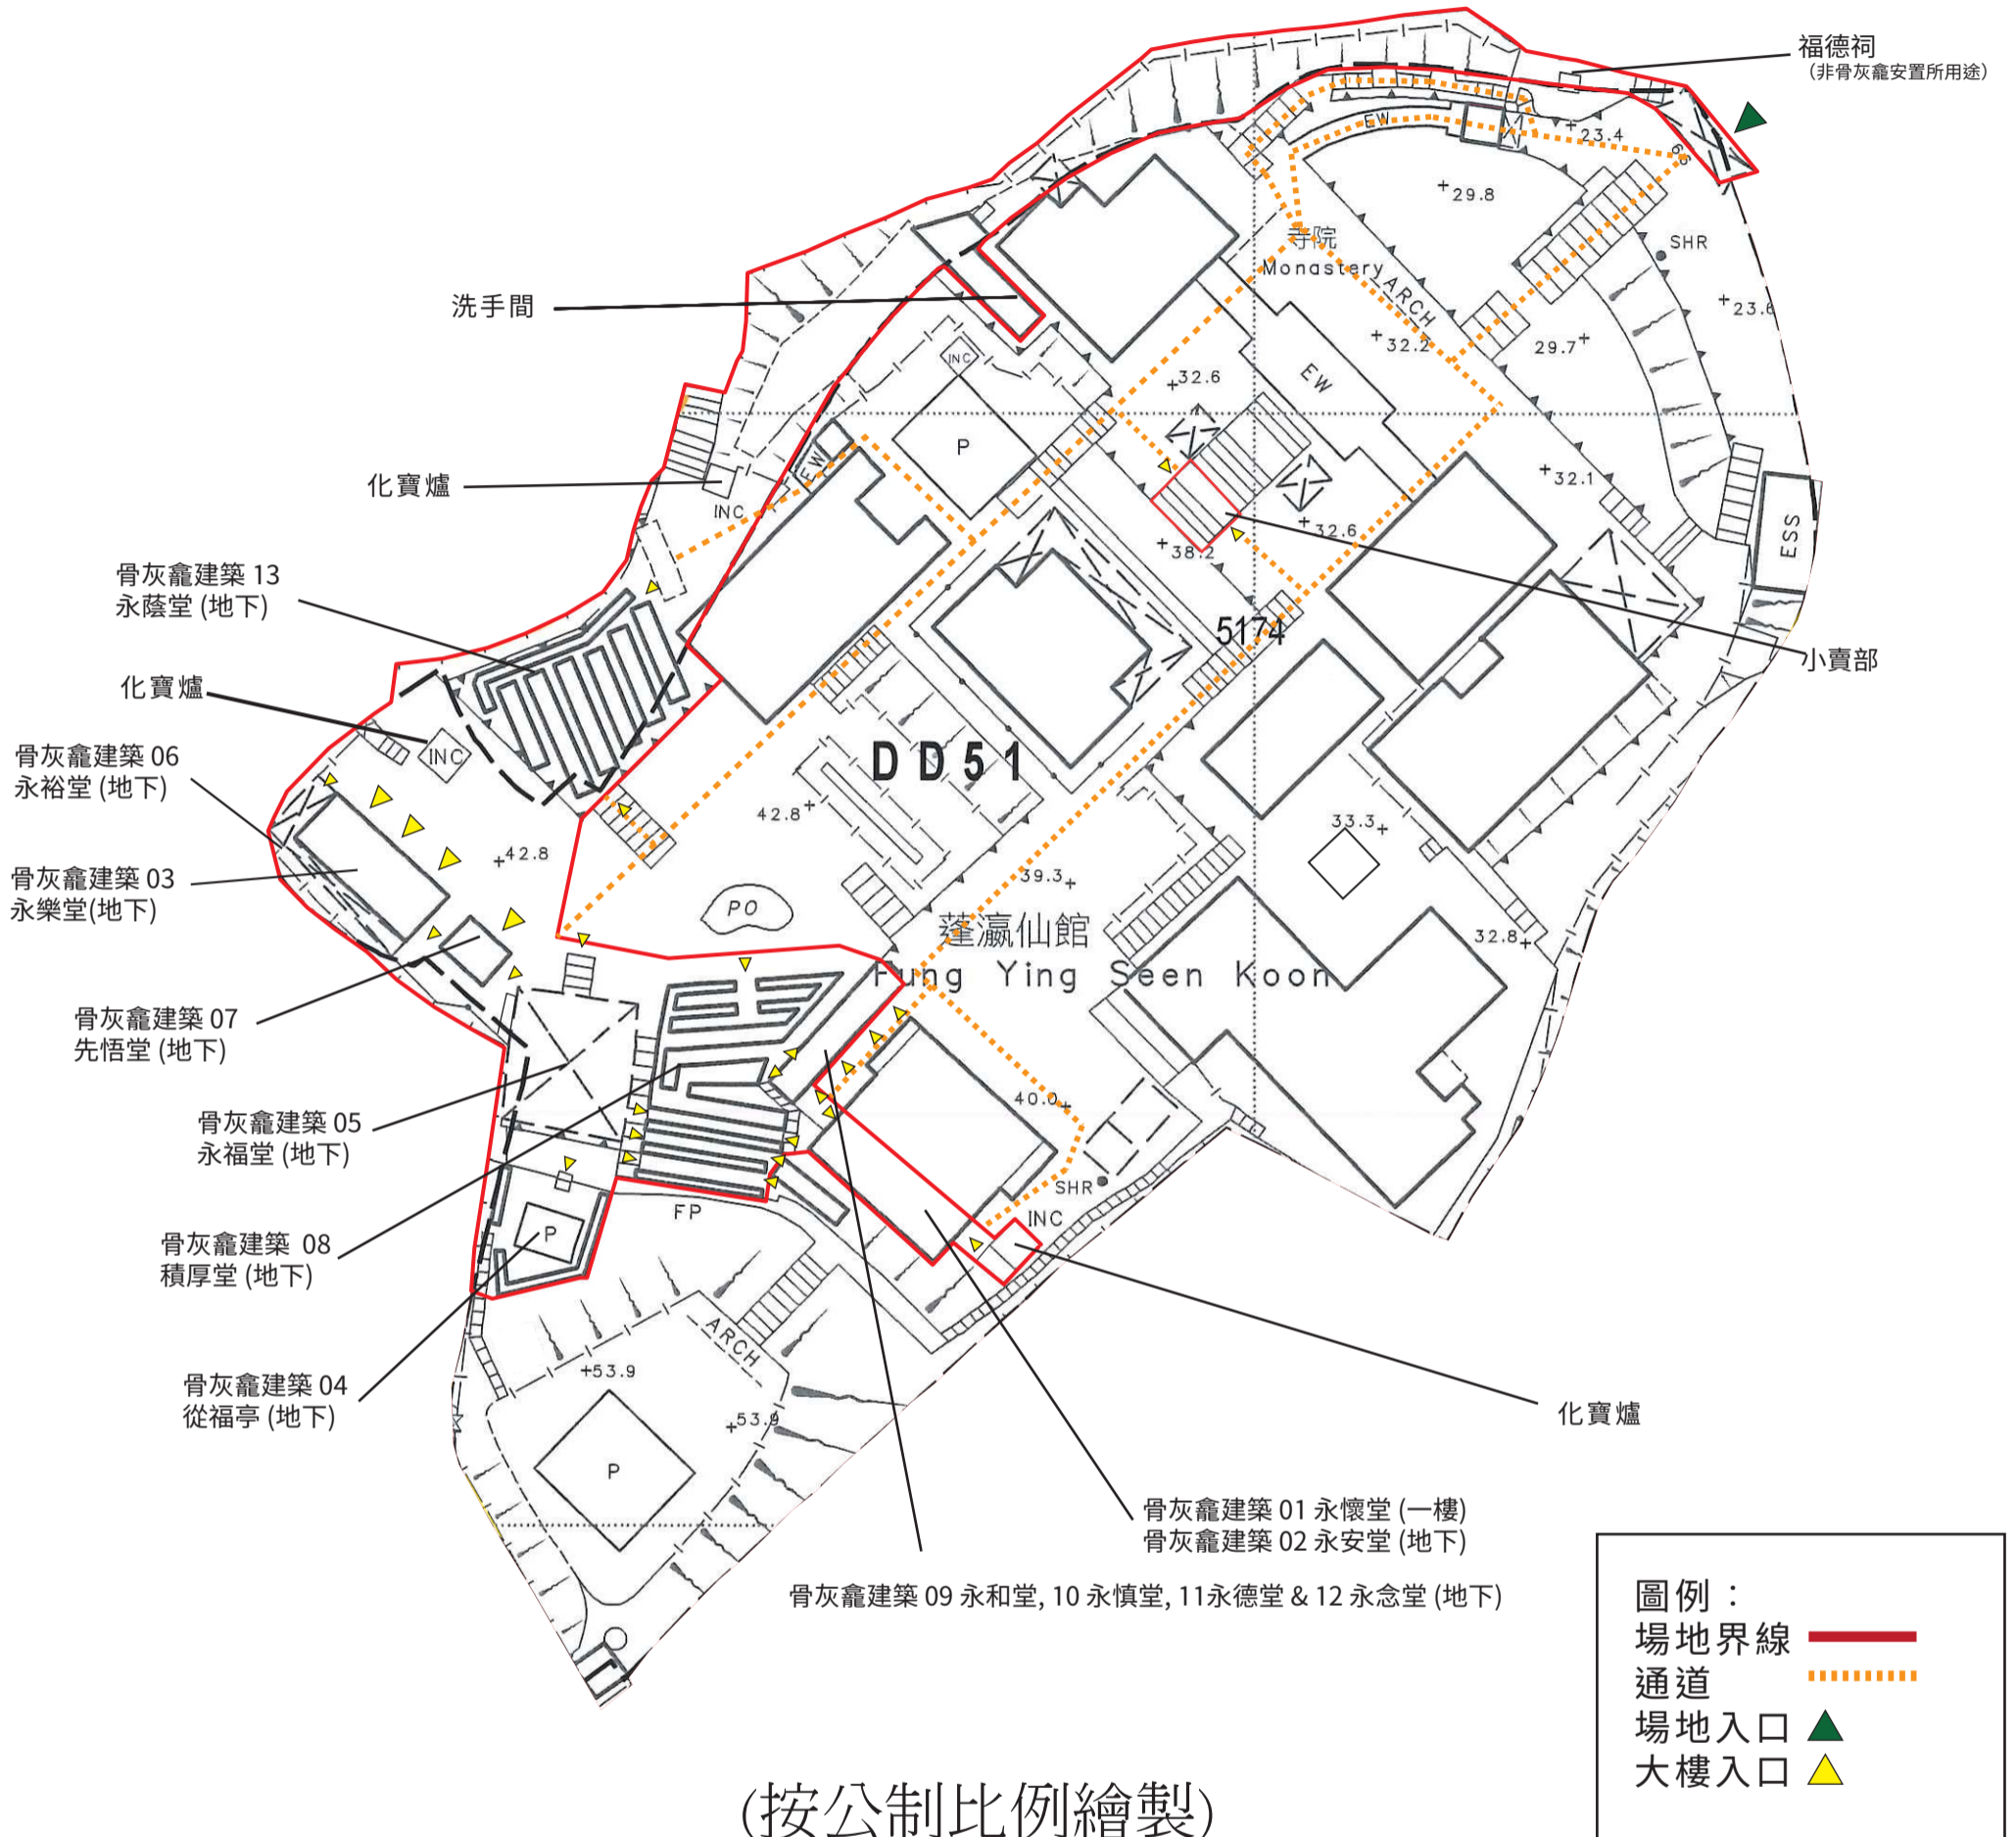 福德祠
(非骨灰龕安置所用途)
EW
+23.4
+29.8
寺院
Monastery
SHR
ARCH
+23.6
洗手間
+32.2
29.7+
INC
+32.6
EW
P
化寶爐
EW
INC
+32.1
+32.6
+38.2
ESS
骨灰龕建築 13
永蔭堂 (地下)
5174
小賣部
化寶爐
INC
DD51
骨灰龕建築 06
永裕堂 (地下)
42.8+
33.3+
+42.8
骨灰龕建築 03
永樂堂(地下)
39.3+
PO
蓬瀛仙館
32.8+
Fung Ying Seen Koon
骨灰龕建築 07
先悟堂 (地下)
40.0+
骨灰龕建築 05
永福堂 (地下)
SHR
INC
FP
P
骨灰龕建築 08
積厚堂 (地下)
ARCH
+53.9
骨灰龕建築 04
從福亭 (地下)
+53.9
化寶爐
P
骨灰龕建築 01 永懷堂 (一樓)
骨灰龕建築 02 永安堂 (地下)
骨灰龕建築 09 永和堂, 10 永慎堂, 11永德堂 & 12 永念堂 (地下)
圖例：
場地界線
通道
場地入口
大樓入口
(按公制比例繪製)